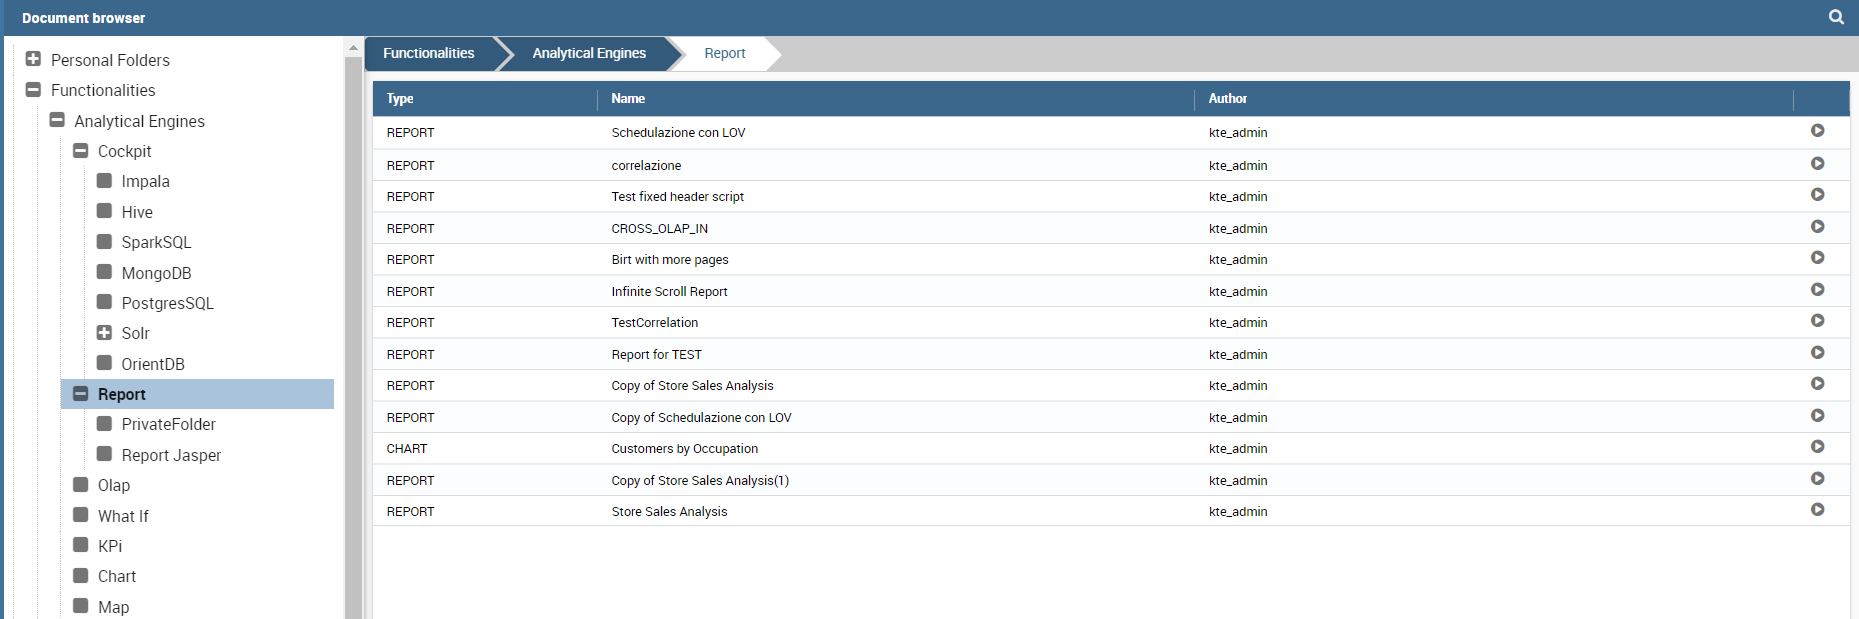 Document browser
Personal Folders
Functionalities
Analytical Engines
Cockpit
Impala
Hive
SparkSQL
MongoDB
PostgresSQL
Solr
OrientDB
Report
PrivateFolder
Report Jasper
Olap
What If
KPi
Chart
Map
Functionalities Analytical Engines Report
Type Name Author
REPORT Schedulazione con LOV kte_admin
REPORT correlazione kte_admin
REPORT Test fixed header script kte_admin
REPORT CROSS_OLAP_IN kte_admin
REPORT Birt with more pages kte_admin
REPORT Infinite Scroll Report kte_admin
REPORT TestCorrelation kte_admin
REPORT Report for TEST kte_admin
REPORT Copy of Store Sales Analysis kte_admin
REPORT Copy of Schedulazione con LOV kte_admin
CHART Customers by Occupation kte_admin
REPORT Copy of Store Sales Analysis(1) kte_admin
REPORT Store Sales Analysis kte_admin